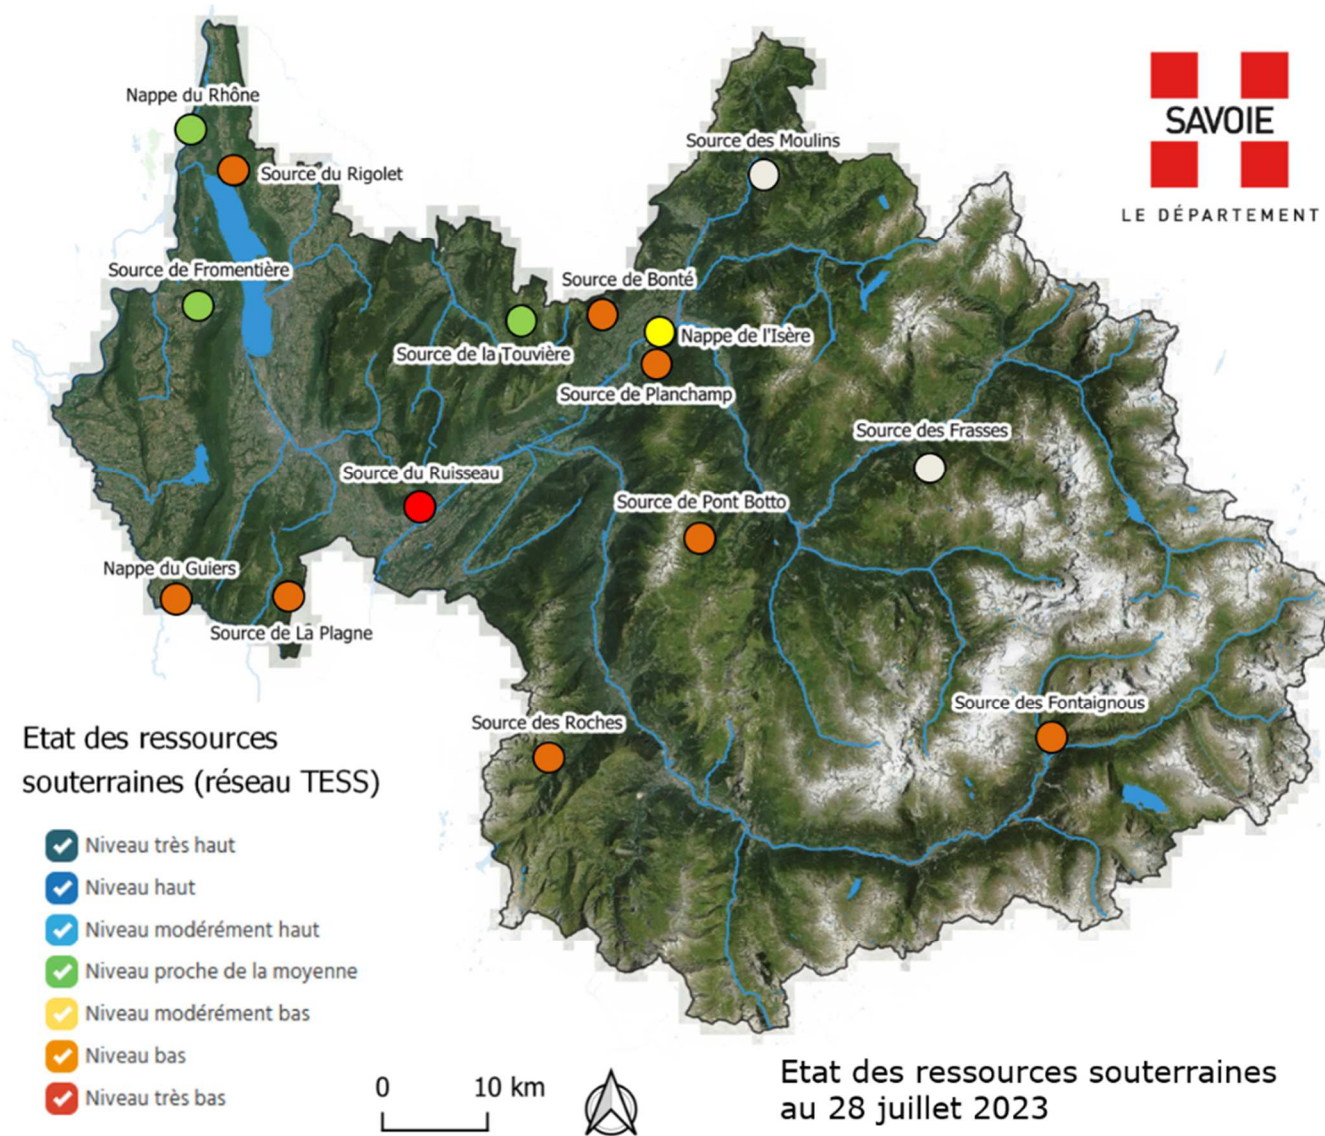 Nappe du Rhône
Source du Rigolet
Source des Moulins
SAVOIE
LE DÉPARTEMENT
Source de Fromentière
Source de Bonté
Nappe de l'Isère
Source de la Touvière
Source de Planchamp
Source des Frasses
Source du Ruisseau
Source de Pont Botto
Nappe du Guiers
Source de La Plagne
Source des Fontaignous
Source des Roches
Etat des ressources
souterraines (réseau TESS)
Niveau très haut
Niveau haut
Niveau modérément haut
Niveau proche de la moyenne
Niveau modérément bas
Niveau bas
Niveau très bas
0 10 km
Etat des ressources souterraines
au 28 juillet 2023